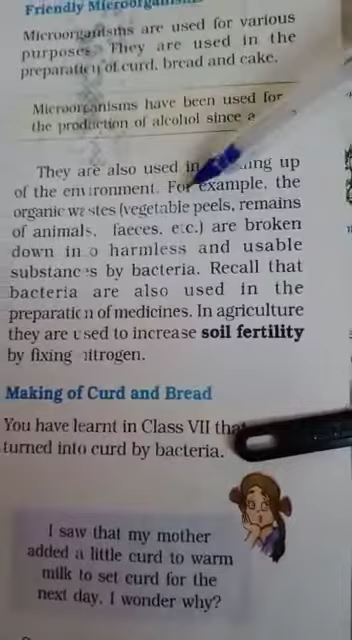 Friendly Microorganisms
Microorganisms are used for various
purposes. They are used in the
preparation of curd, bread and cake.
Microorganisms have been used for
the production of alcohol since a
They are also used in up
of the environment. For example, the
organic wastes (vegetable peels, remains
of animals, faeces, etc.) are broken
down into harmless and usable
substances by bacteria. Recall that
bacteria are also used in the
preparation of medicines. In agriculture
they are used to increase soil fertility
by fixing nitrogen.
Making of Curd and Bread
You have learnt in Class VII that
turned into curd by bacteria.
I saw that my mother
added a little curd to warm
milk to set curd for the
next day. I wonder why?